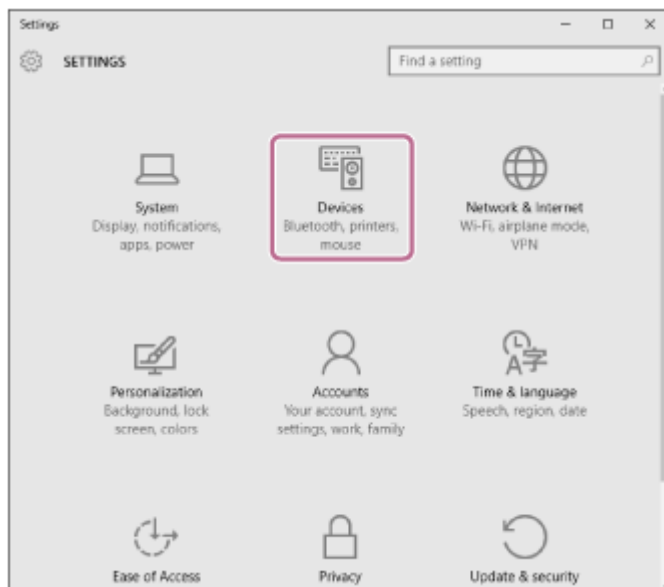 Settings
SETTINGS
Find a setting
System
Display, notifications,
apps, power
Devices
Bluetooth, printers,
mouse
Network & Internet
Wi-Fi, airplane mode,
VPN
Personalization
Background, lock
screen, colors
Accounts
Your account, sync
settings, work, family
A字
Time & language
Speech, region, date
Ease of Access
Privacy
Update & security